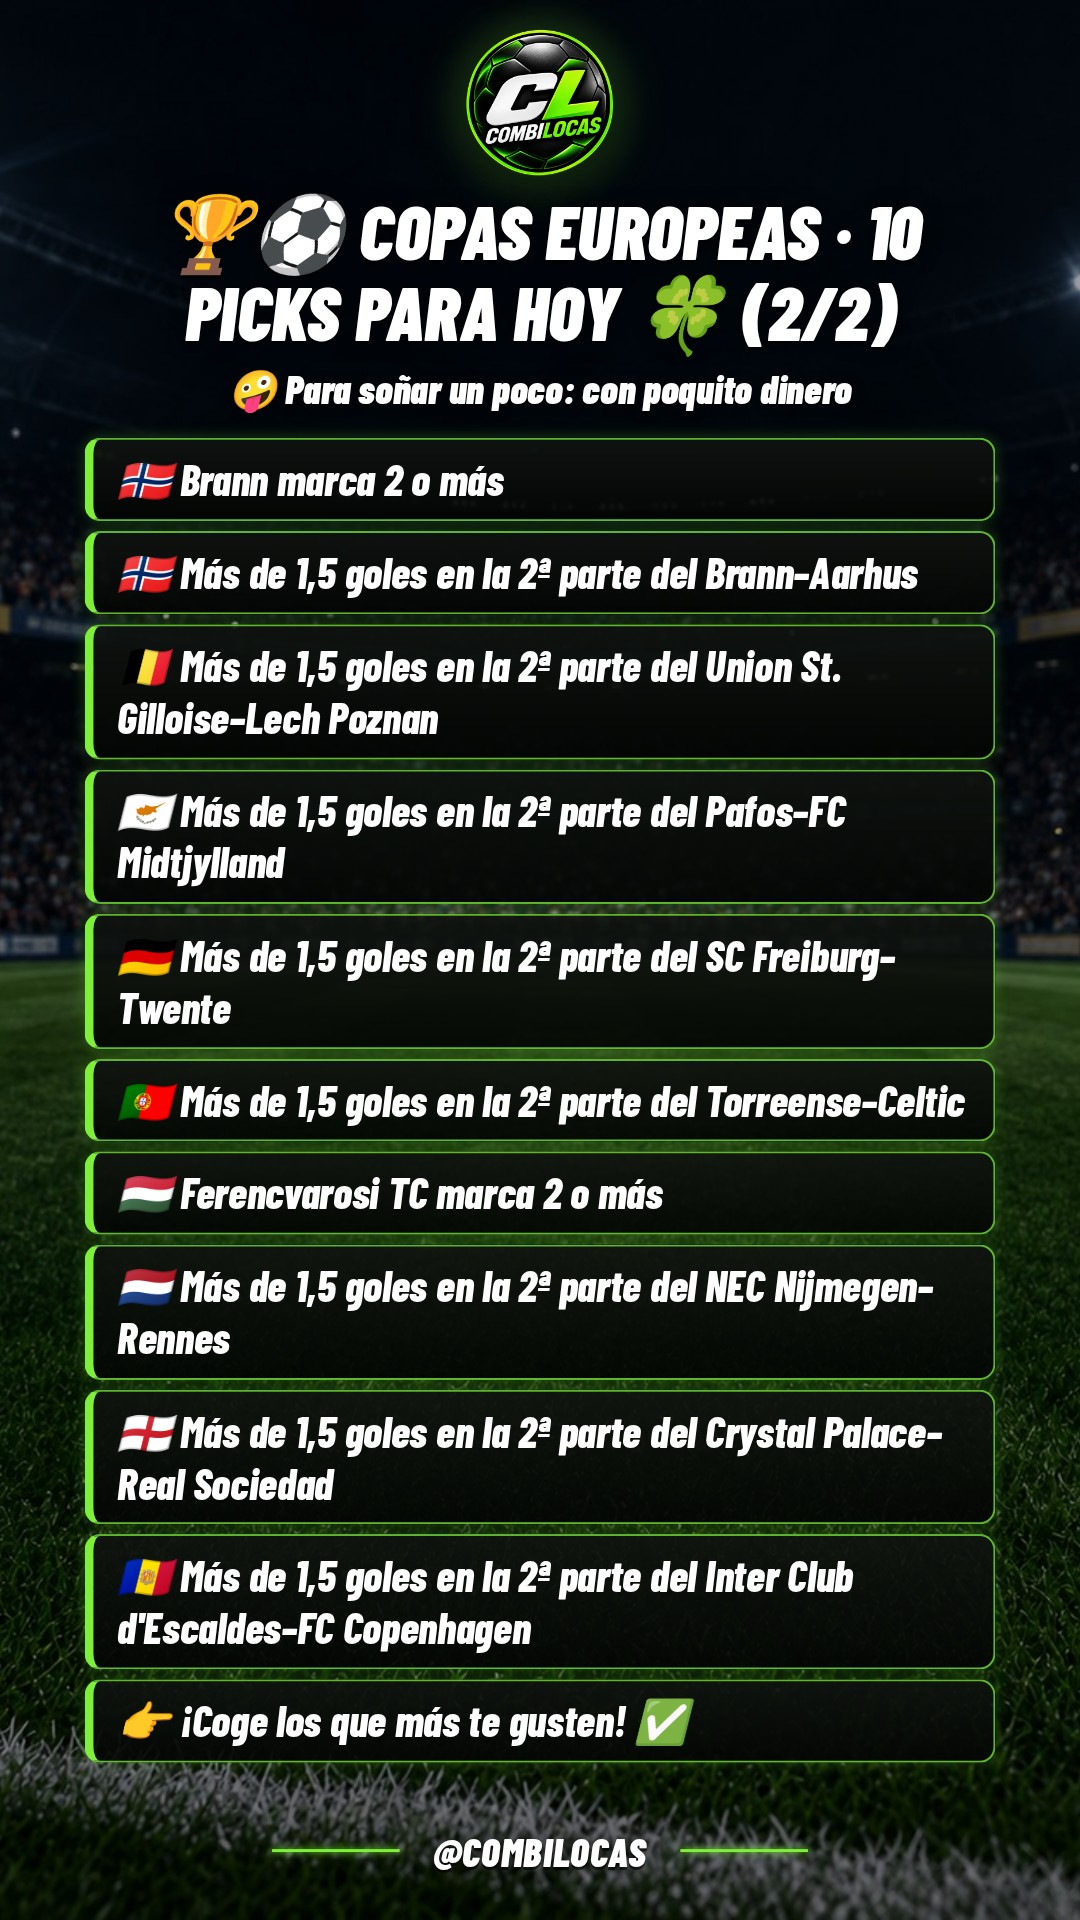 CL
COMBILOCAS
🏆⚽ COPAS EUROPEAS · 10
PICKS PARA HOY 🍀 (2/2)
🤪 Para soñar un poco: con poquito dinero
🇳🇴 Brann marca 2 o más
🇳🇴 Más de 1,5 goles en la 2ª parte del Brann-Aarhus
🇧🇪 Más de 1,5 goles en la 2ª parte del Union St.
Gilloise-Lech Poznan
🇨🇾 Más de 1,5 goles en la 2ª parte del Pafos-FC
Midtjylland
🇩🇪 Más de 1,5 goles en la 2ª parte del SC Freiburg-
Twente
🇵🇹 Más de 1,5 goles en la 2ª parte del Torreense-Celtic
🇭🇺 Ferencvarosi TC marca 2 o más
🇳🇱 Más de 1,5 goles en la 2ª parte del NEC Nijmegen-
Rennes
🏴󠁧󠁢󠁥󠁮󠁧󠁿 Más de 1,5 goles en la 2ª parte del Crystal Palace-
Real Sociedad
🇦🇩 Más de 1,5 goles en la 2ª parte del Inter Club
d'Escaldes-FC Copenhagen
👉 ¡Coge los que más te gusten! ✅
@COMBILOCAS